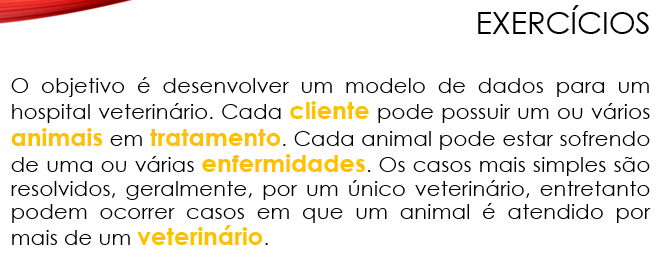 EXERCÍCIOS
O objetivo é desenvolver um modelo de dados para um
hospital veterinário. Cada cliente pode possuir um ou vários
animais em tratamento. Cada animal pode estar sofrendo
de uma ou várias enfermidades. Os casos mais simples são
resolvidos, geralmente, por um único veterinário, entretanto
podem ocorrer casos em que um animal é atendido por
mais de um veterinário.